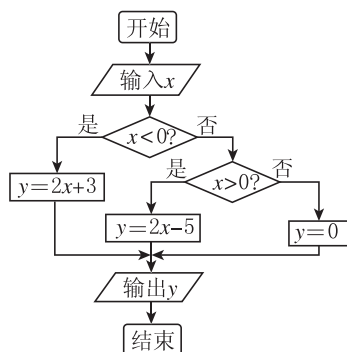 开始
输入x
是 x<0? 否
是 x>0? 否
y=2x+3
y=2x-5
y=0
输出y
结束